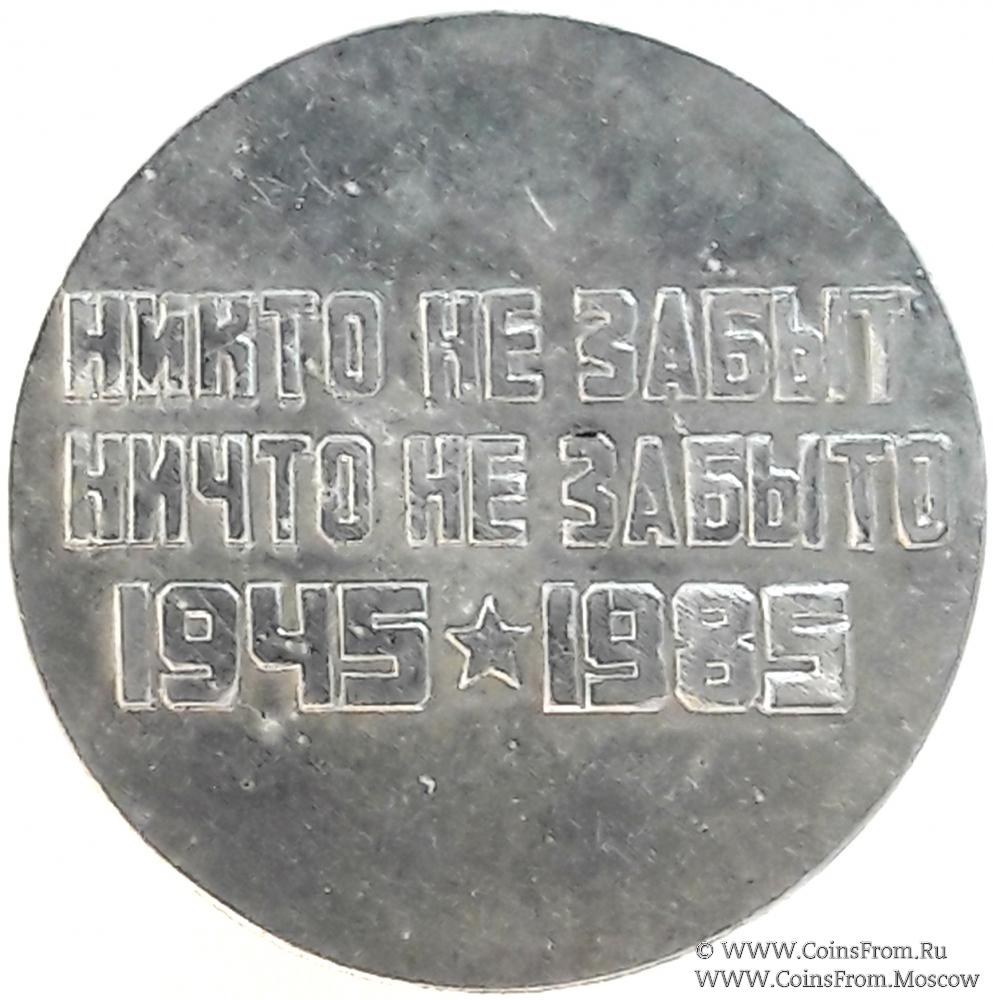 НИКТО НЕ ЗАБЫТ
НИЧТО НЕ ЗАБЫТО
1945 ★ 1985
© WWW.CoinsFrom.Ru
WWW.CoinsFrom.Moscow